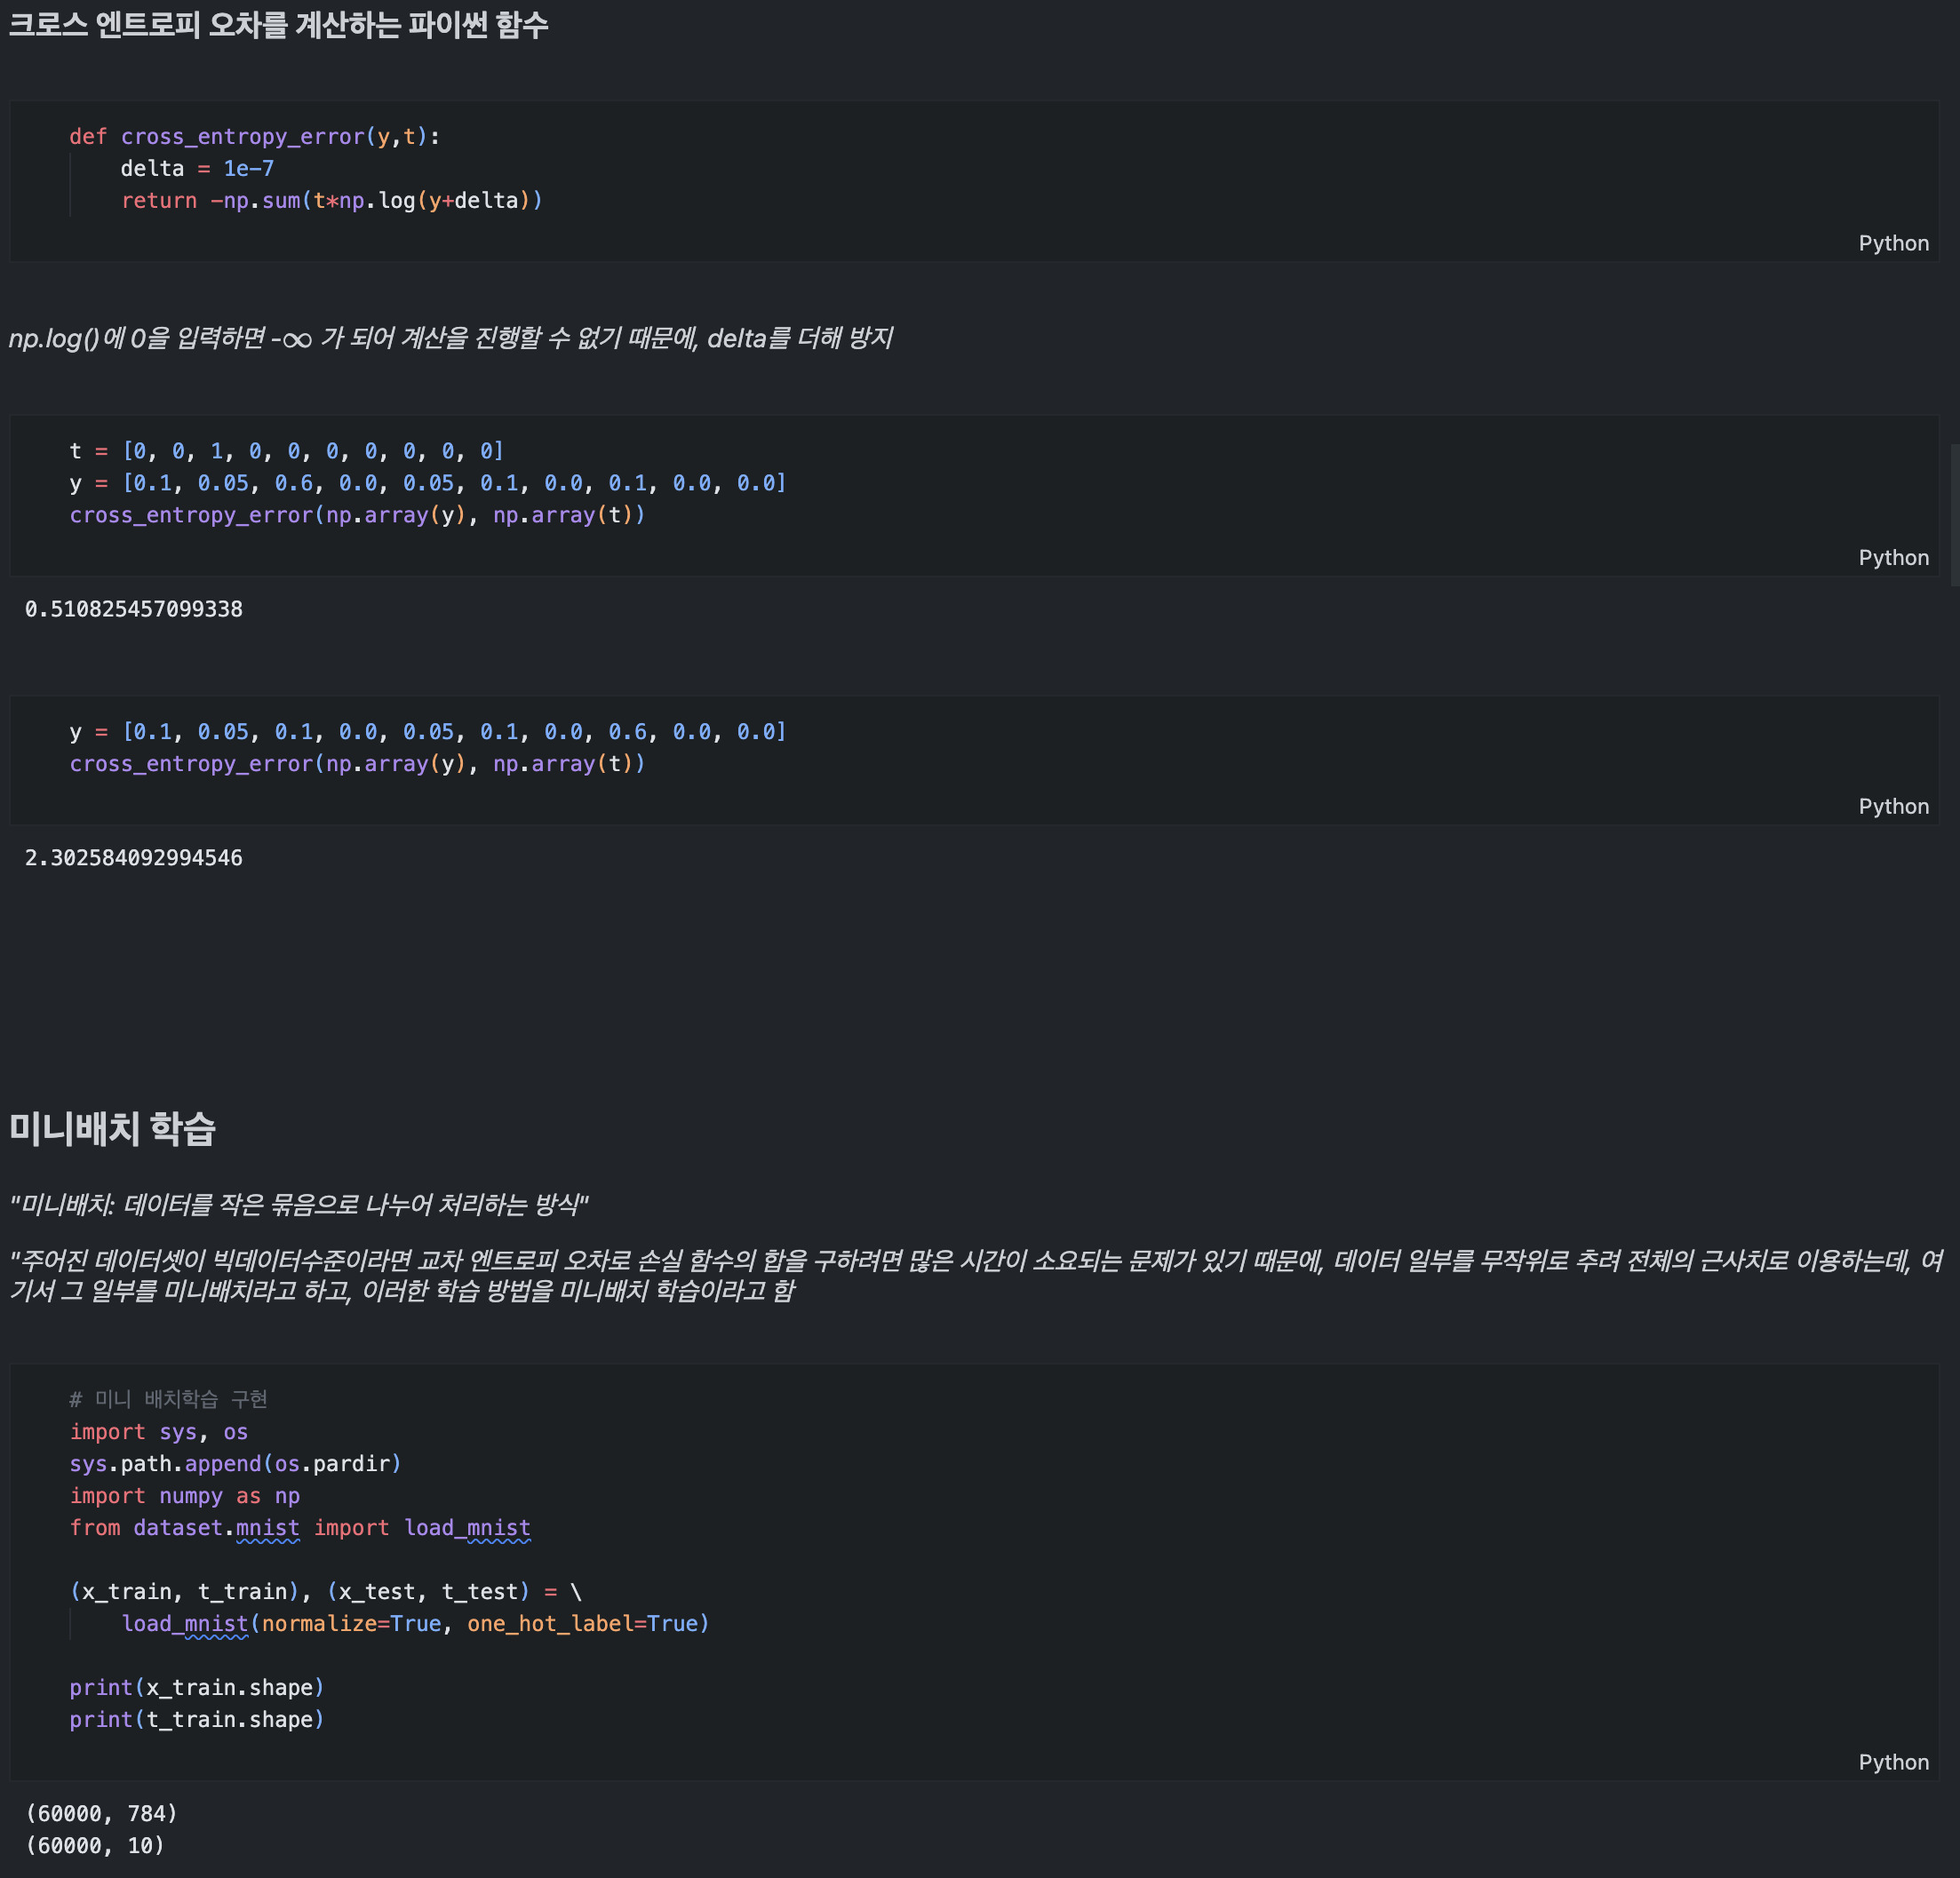 크로스 엔트로피 오차를 계산하는 파이썬 함수
def cross_entropy_error(y,t):
    delta = 1e-7
    return -np.sum(t*np.log(y+delta))
Python
np.log()에 0을 입력하면 -∞ 가 되어 계산을 진행할 수 없기 때문에, delta를 더해 방지
t = [0, 0, 1, 0, 0, 0, 0, 0, 0, 0]
y = [0.1, 0.05, 0.6, 0.0, 0.05, 0.1, 0.0, 0.1, 0.0, 0.0]
cross_entropy_error(np.array(y), np.array(t))
Python
0.510825457099338
y = [0.1, 0.05, 0.1, 0.0, 0.05, 0.1, 0.0, 0.6, 0.0, 0.0]
cross_entropy_error(np.array(y), np.array(t))
Python
2.302584092994546
미니배치 학습
"미니배치: 데이터를 작은 묶음으로 나누어 처리하는 방식"
"주어진 데이터셋이 빅데이터수준이라면 교차 엔트로피 오차로 손실 함수의 합을 구하려면 많은 시간이 소요되는 문제가 있기 때문에, 데이터 일부를 무작위로 추려 전체의 근사치로 이용하는데, 여
기서 그 일부를 미니배치라고 하고, 이러한 학습 방법을 미니배치 학습이라고 함
# 미니 배치학습 구현
import sys, os
sys.path.append(os.pardir)
import numpy as np
from dataset.mnist import load_mnist
(x_train, t_train), (x_test, t_test) = \
    load_mnist(normalize=True, one_hot_label=True)
print(x_train.shape)
print(t_train.shape)
Python
(60000, 784)
(60000, 10)